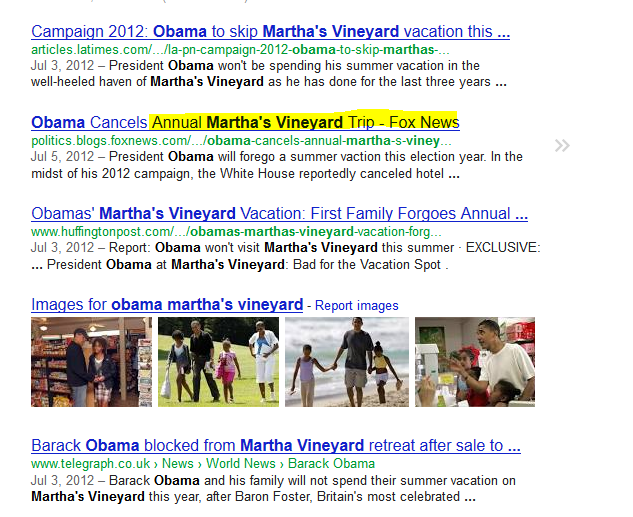 Campaign 2012: Obama to skip Martha's Vineyard vacation this ...
articles.latimes.com/.../la-pn-campaign-2012-obama-to-skip-marthas-...
Jul 3, 2012 – President Obama won't be spending his summer vacation in the
well-heeled haven of Martha's Vineyard as he has done for the last three years ...
Obama Cancels Annual Martha's Vineyard Trip - Fox News
politics.blogs.foxnews.com/.../obama-cancels-annual-martha-s-viney...
Jul 5, 2012 – President Obama will forego a summer vaction this election year. In the
midst of his 2012 campaign, the White House reportedly canceled hotel ...
»
Obamas' Martha's Vineyard Vacation: First Family Forgoes Annual ...
www.huffingtonpost.com/.../obamas-marthas-vineyard-vacation-forg...
Jul 3, 2012 – Report: Obama won't visit Martha's Vineyard this summer · EXCLUSIVE:
... President Obama at Martha's Vineyard: Bad for the Vacation Spot .
Images for obama martha's vineyard - Report images
Barack Obama blocked from Martha Vineyard retreat after sale to ...
www.telegraph.co.uk › News › World News › Barack Obama
Jul 3, 2012 – Barack Obama and his family will not spend their summer vacation on
Martha's Vineyard this year, after Baron Foster, Britain's most celebrated ...